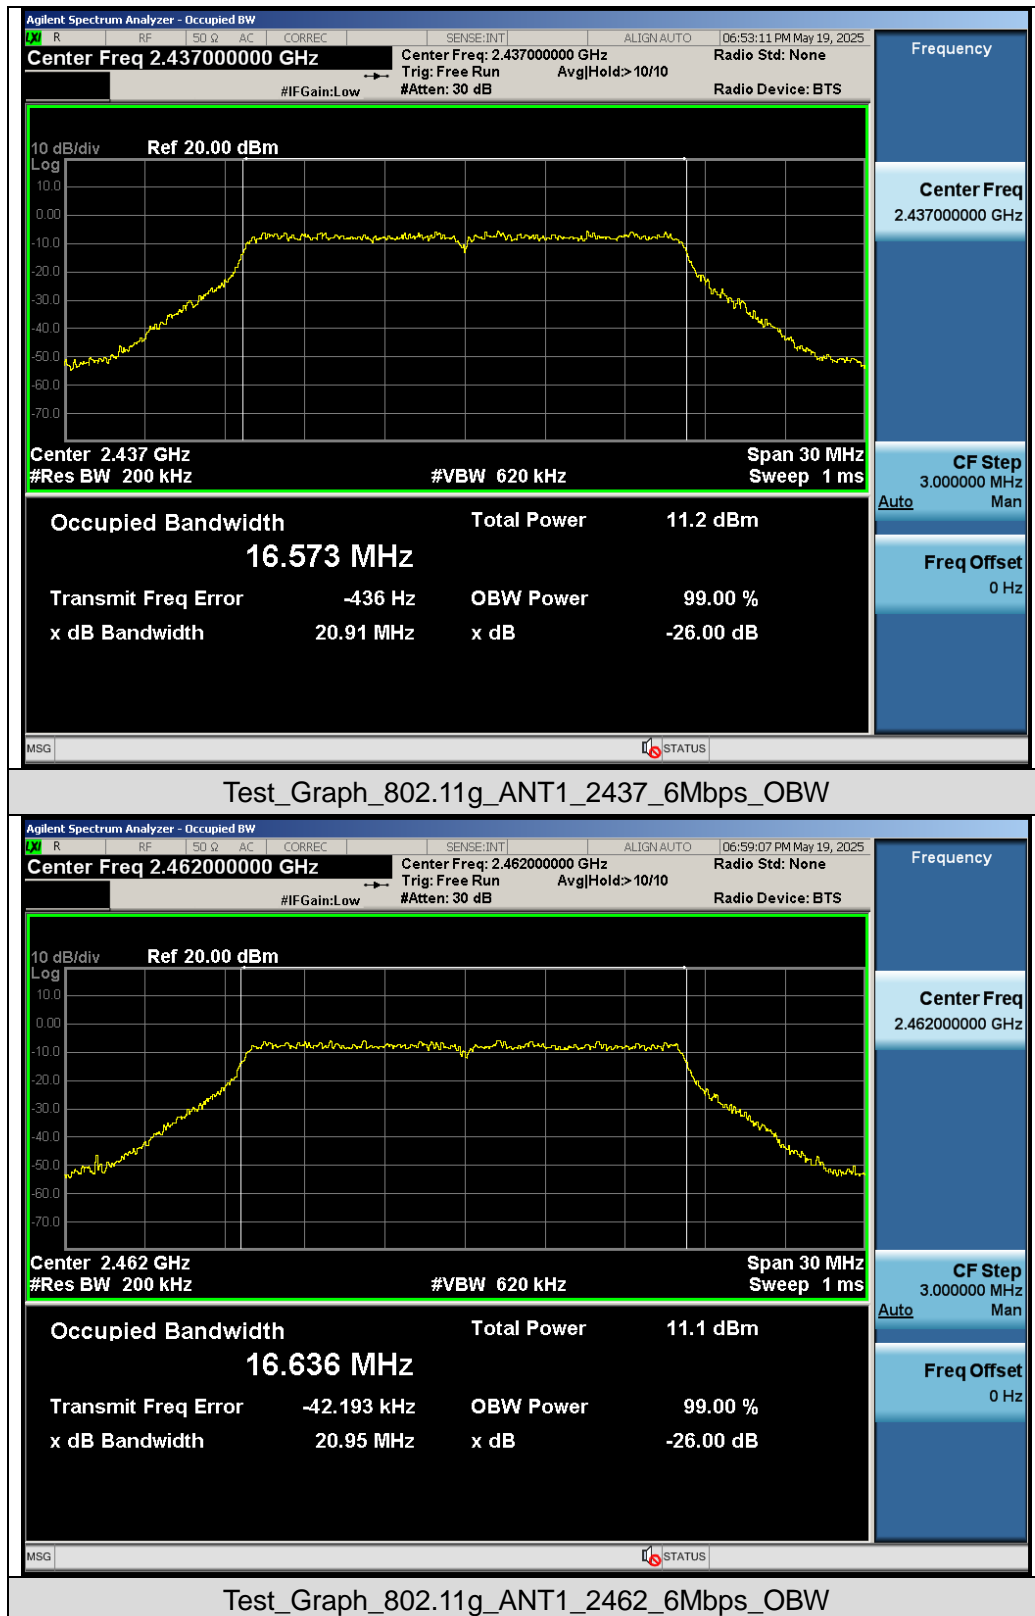 Agilent Spectrum Analyzer - Occupied BW
LXI R RF 50 Ω AC CORREC SENSE:INT ALIGN AUTO 06:53:11 PM May 19, 2025
Center Freq 2.437000000 GHz
Center Freq: 2.437000000 GHz Radio Std: None
Trig: Free Run Avg|Hold:> 10/10
#IFGain:Low #Atten: 30 dB Radio Device: BTS
Frequency
10 dB/div Ref 20.00 dBm
Log
10.0
0.00
-10.0
-20.0
-30.0
-40.0
-50.0
-60.0
-70.0
Center 2.437 GHz Span 30 MHz
#Res BW 200 kHz #VBW 620 kHz Sweep 1 ms
Center Freq
2.437000000 GHz
CF Step
3.000000 MHz
Auto Man
Freq Offset
0 Hz
Occupied Bandwidth Total Power 11.2 dBm
16.573 MHz
Transmit Freq Error -436 Hz OBW Power 99.00 %
x dB Bandwidth 20.91 MHz x dB -26.00 dB
MSG STATUS
Test_Graph_802.11g_ANT1_2437_6Mbps_OBW
Agilent Spectrum Analyzer - Occupied BW
LXI R RF 50 Ω AC CORREC SENSE:INT ALIGN AUTO 06:59:07 PM May 19, 2025
Center Freq 2.462000000 GHz
Center Freq: 2.462000000 GHz Radio Std: None
Trig: Free Run Avg|Hold:> 10/10
#IFGain:Low #Atten: 30 dB Radio Device: BTS
Frequency
10 dB/div Ref 20.00 dBm
Log
10.0
0.00
-10.0
-20.0
-30.0
-40.0
-50.0
-60.0
-70.0
Center 2.462 GHz Span 30 MHz
#Res BW 200 kHz #VBW 620 kHz Sweep 1 ms
Center Freq
2.462000000 GHz
CF Step
3.000000 MHz
Auto Man
Freq Offset
0 Hz
Occupied Bandwidth Total Power 11.1 dBm
16.636 MHz
Transmit Freq Error -42.193 kHz OBW Power 99.00 %
x dB Bandwidth 20.95 MHz x dB -26.00 dB
MSG STATUS
Test_Graph_802.11g_ANT1_2462_6Mbps_OBW